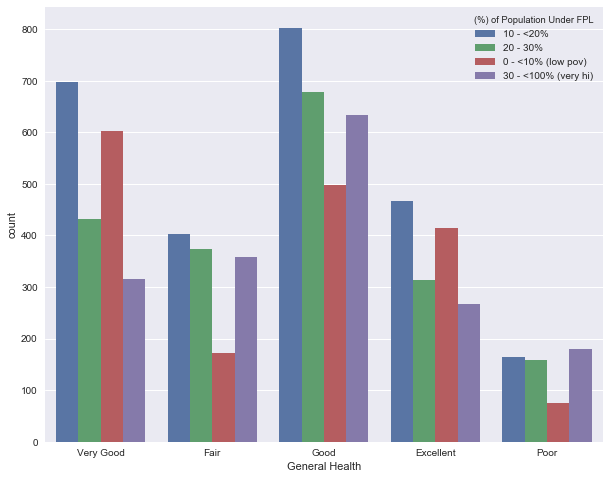 (%) of Population Under FPL
10 - <20%
20 - 30%
0 - <10% (low pov)
30 - <100% (very hi)
800
700
600
500
400
300
200
100
0
count
Very Good Fair Good Excellent Poor
General Health